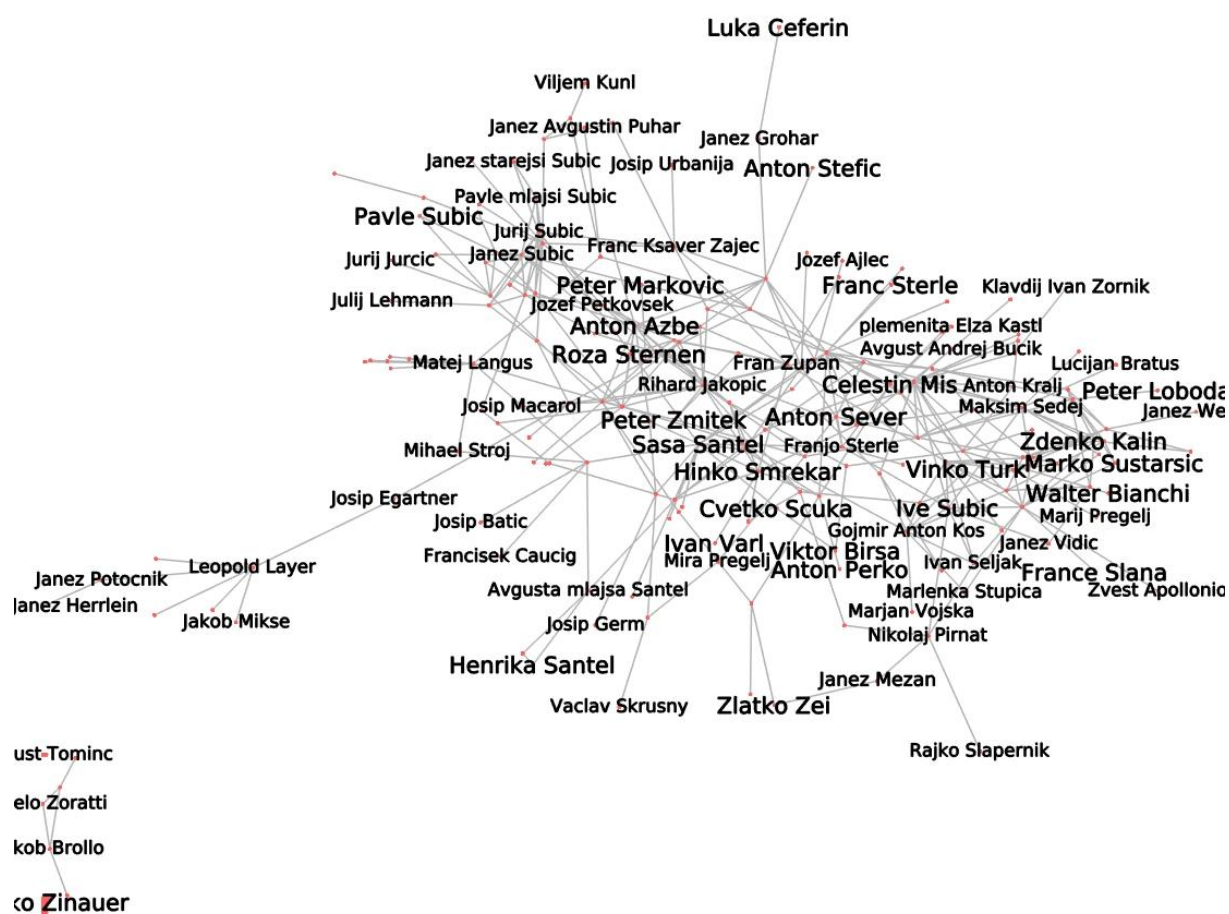 Luka Ceferin
Viljem Kunl
Janez Avgustin Puhar
Janez Grohar
Janez starejsi Subic
Josip Urbanija
Anton Stefic
Pavle mlajsi Subic
Pavle Subic
Jurij Subic
Franc Ksaver Zajec
Jurij Jurcic
Janez Subic
Jozef Ajlec
Peter Markovic
Franc Sterle
Klavdij Ivan Zornik
Julij Lehmann
Jozef Petkovsek
Anton Azbe
plemenita Elza Kastl
Avgust Andrej Bucik
Roza Sternen
Matej Langus
Fran Zupan
Lucijan Bratus
Rihard Jakopic
Celestin Mis
Anton Kralj
Peter Loboda
Josip Macarol
Maksim Sedej
Janez We
Peter Zmitek
Anton Sever
Sasa Santel
Franjo Sterle
Zdenko Kalin
Mihael Stroj
Hinko Smrekar
Vinko Turk
Marko Sustarsic
Josip Egartner
Walter Bianchi
Cvetko Scuka
Ive Subic
Marij Pregelj
Josip Batic
Gojmir Anton Kos
Ivan Varl
Janez Vidic
Francisek Caucig
Viktor Birsa
Mira Pregelj
Ivan Seljak
Leopold Layer
Anton Perko
France Slana
Janez Potocnik
Avgusta mlajsa Santel
Marlenka Stupica
Zvest Apollonio
Janez Herrlein
Marjan Vojska
Jakob Mikse
Josip Germ
Nikolaj Pirnat
Henrika Santel
Janez Mezan
Vaclav Skrusny
Zlatko Zei
Rajko Slapernik
ust Tominc
elo Zoratti
kob Brollo
ko Zinauer